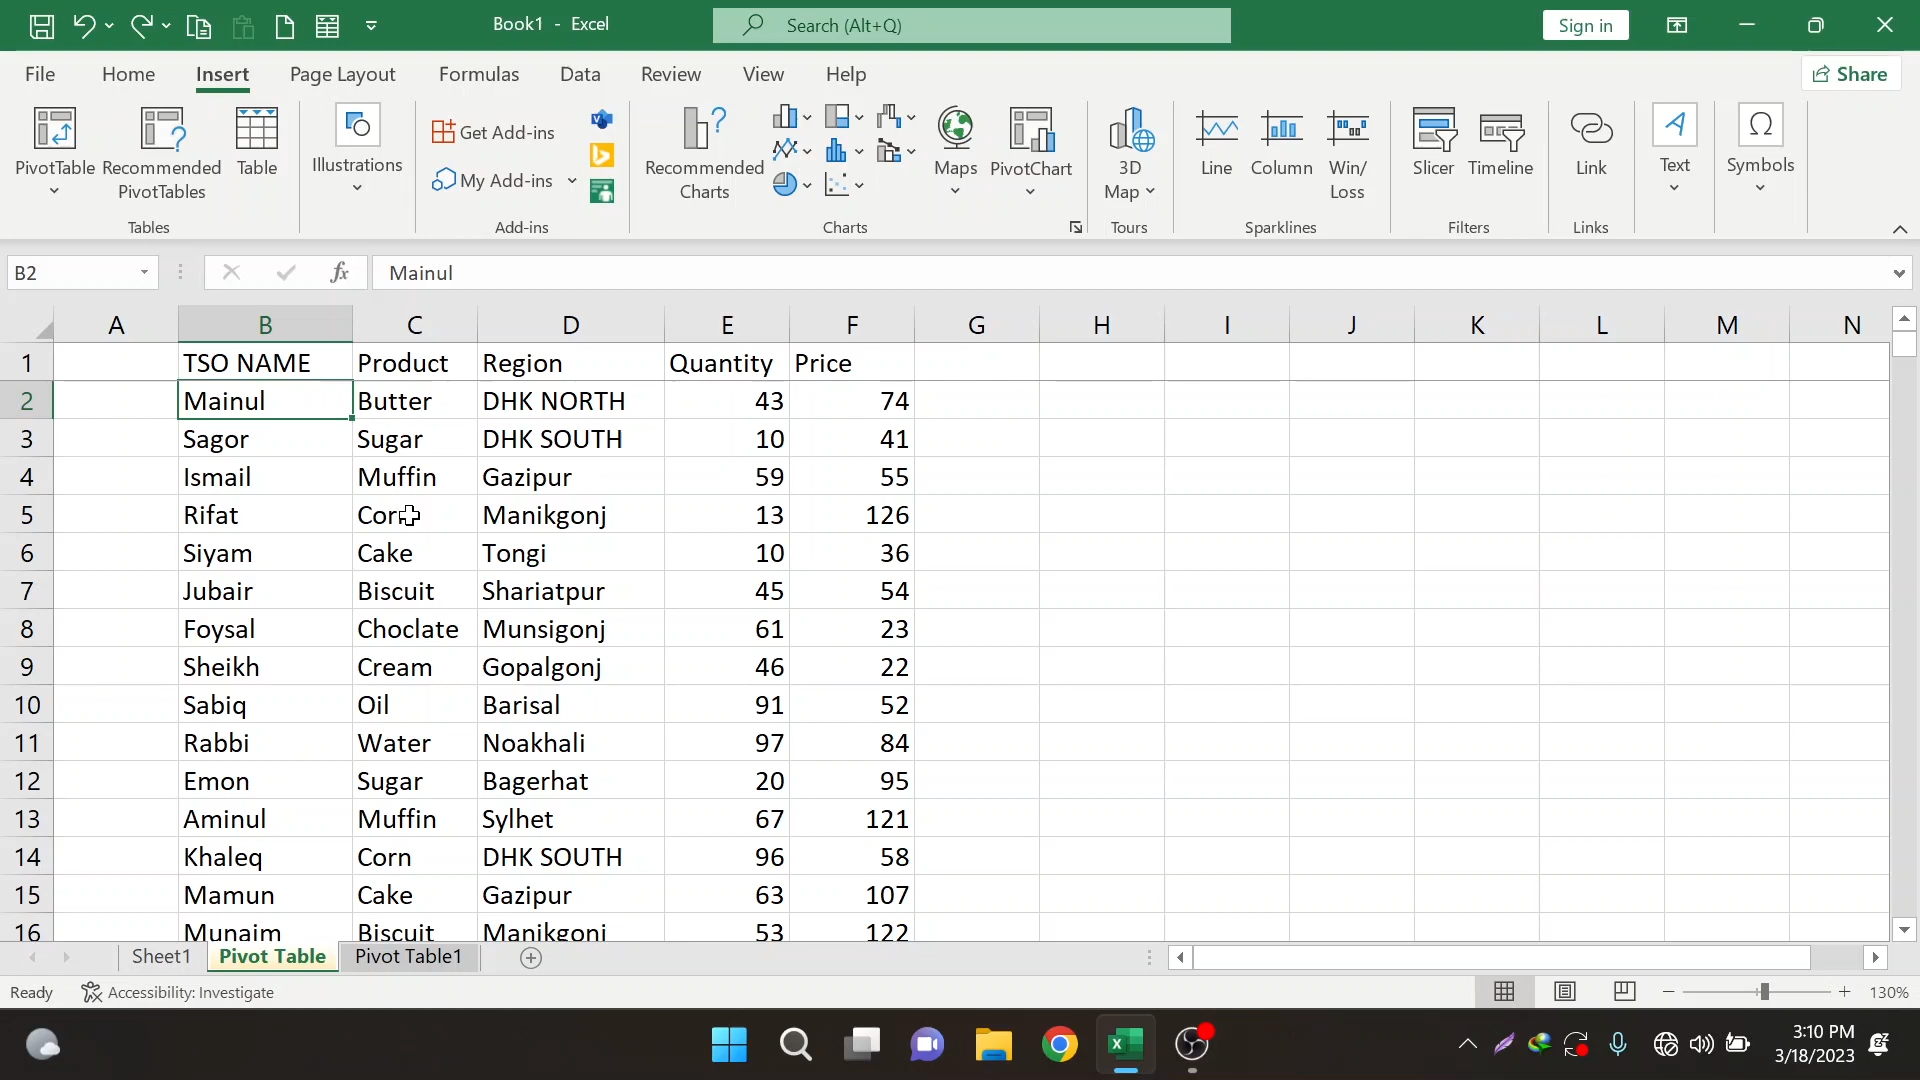 Book1 - Excel
Search (Alt+Q)
Sign in
File Home Insert Page Layout Formulas Data Review View Help
Share
PivotTable
Recommended PivotTables
Table
Tables
Illustrations
Get Add-ins
My Add-ins
Add-ins
Recommended Charts
Maps
PivotChart
Charts
3D Map
Tours
Line
Column
Win/ Loss
Sparklines
Slicer
Timeline
Filters
Link
Links
Text
Symbols
B2
fx
Mainul
A B C D E F G H I J K L M N
1 TSO NAME Product Region Quantity Price
2 Mainul Butter DHK NORTH 43 74
3 Sagor Sugar DHK SOUTH 10 41
4 Ismail Muffin Gazipur 59 55
5 Rifat Corn Manikgonj 13 126
6 Siyam Cake Tongi 10 36
7 Jubair Biscuit Shariatpur 45 54
8 Foysal Choclate Munsigonj 61 23
9 Sheikh Cream Gopalgonj 46 22
10 Sabiq Oil Barisal 91 52
11 Rabbi Water Noakhali 97 84
12 Emon Sugar Bagerhat 20 95
13 Aminul Muffin Sylhet 67 121
14 Khaleq Corn DHK SOUTH 96 58
15 Mamun Cake Gazipur 63 107
16 Munaim Biscuit Manikgonj 53 122
Sheet1 Pivot Table Pivot Table1
Ready
Accessibility: Investigate
130%
3:10 PM
3/18/2023